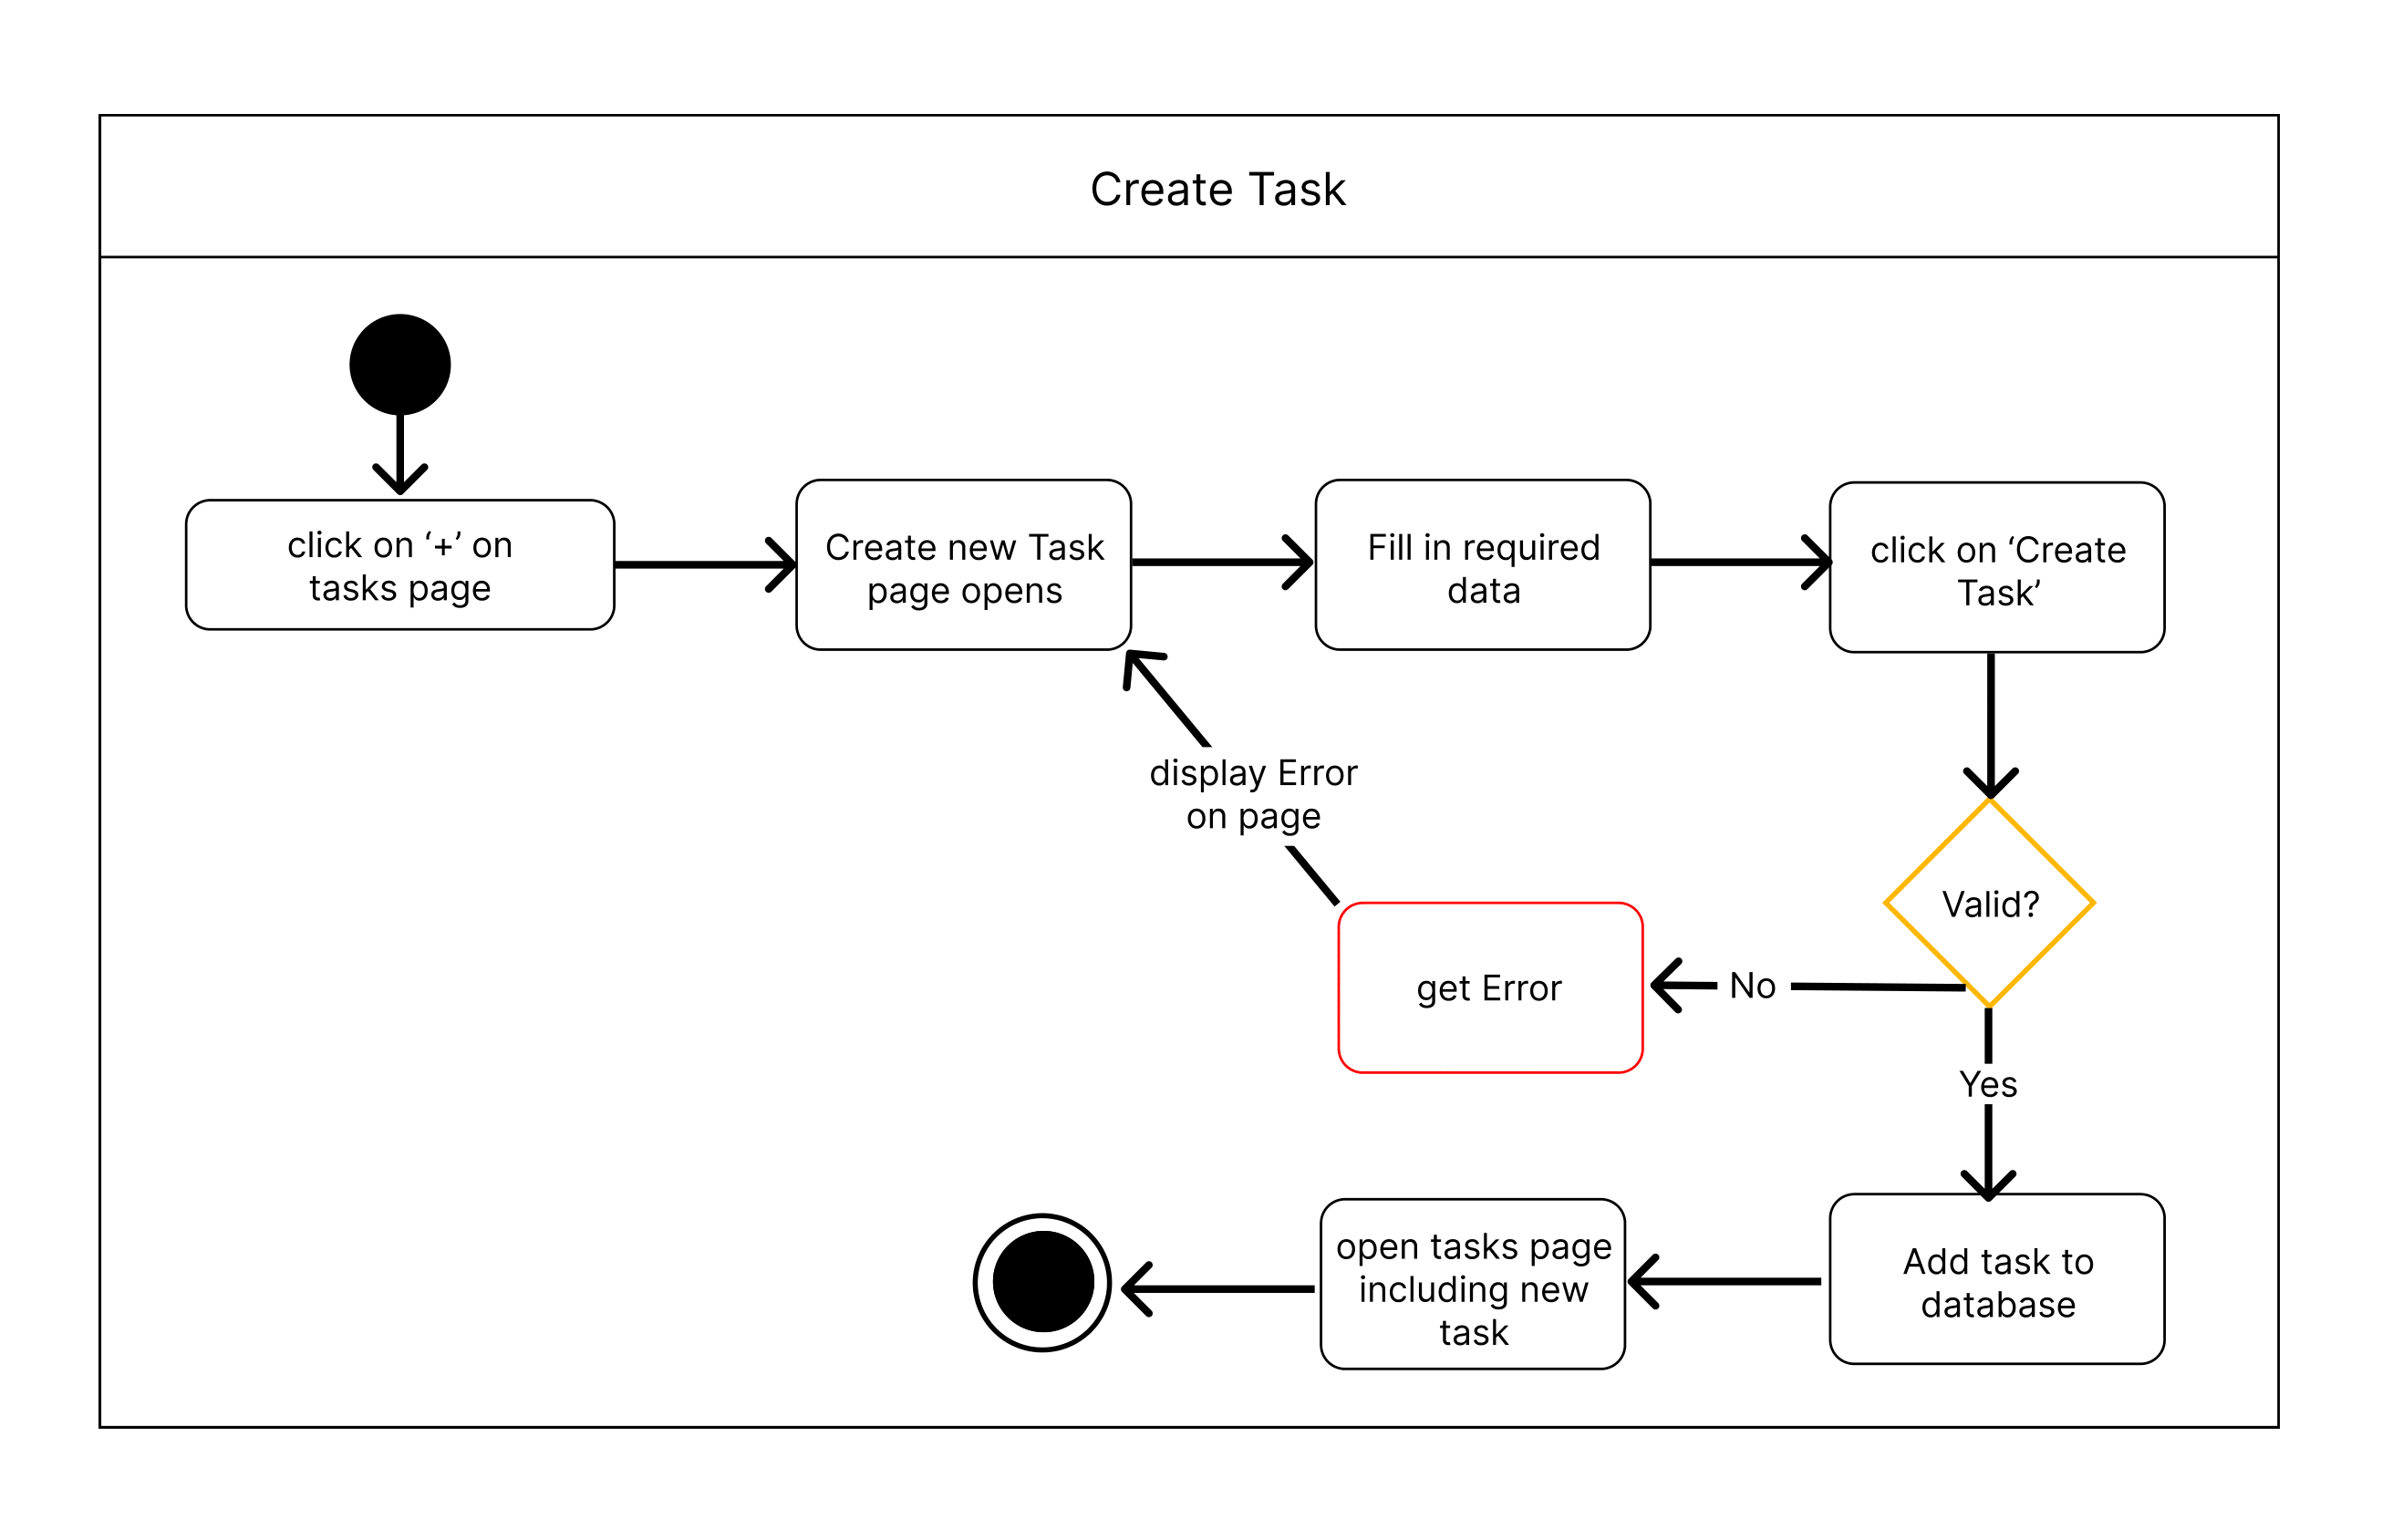 Create Task
click on ‘+’ on
tasks page
Create new Task
page opens
Fill in required
data
click on ‘Create
Task’
display Error
on page
Valid?
get Error
No
Yes
open tasks page
including new
task
Add task to
database